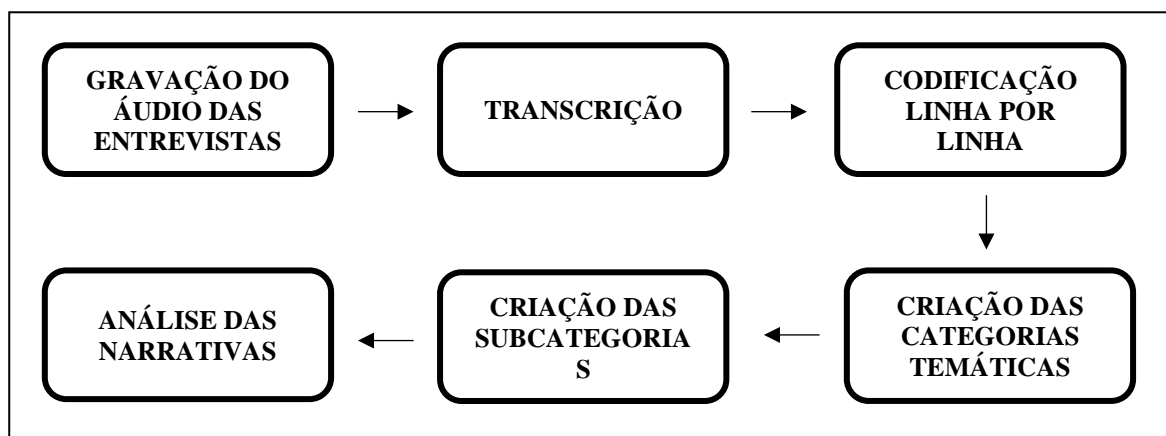 GRAVAÇÃO DO
ÁUDIO DAS
ENTREVISTAS
TRANSCRIÇÃO
CODIFICAÇÃO
LINHA POR
LINHA
CRIAÇÃO DAS
CATEGORIAS
TEMÁTICAS
CRIAÇÃO DAS
SUBCATEGORIA
S
ANÁLISE DAS
NARRATIVAS